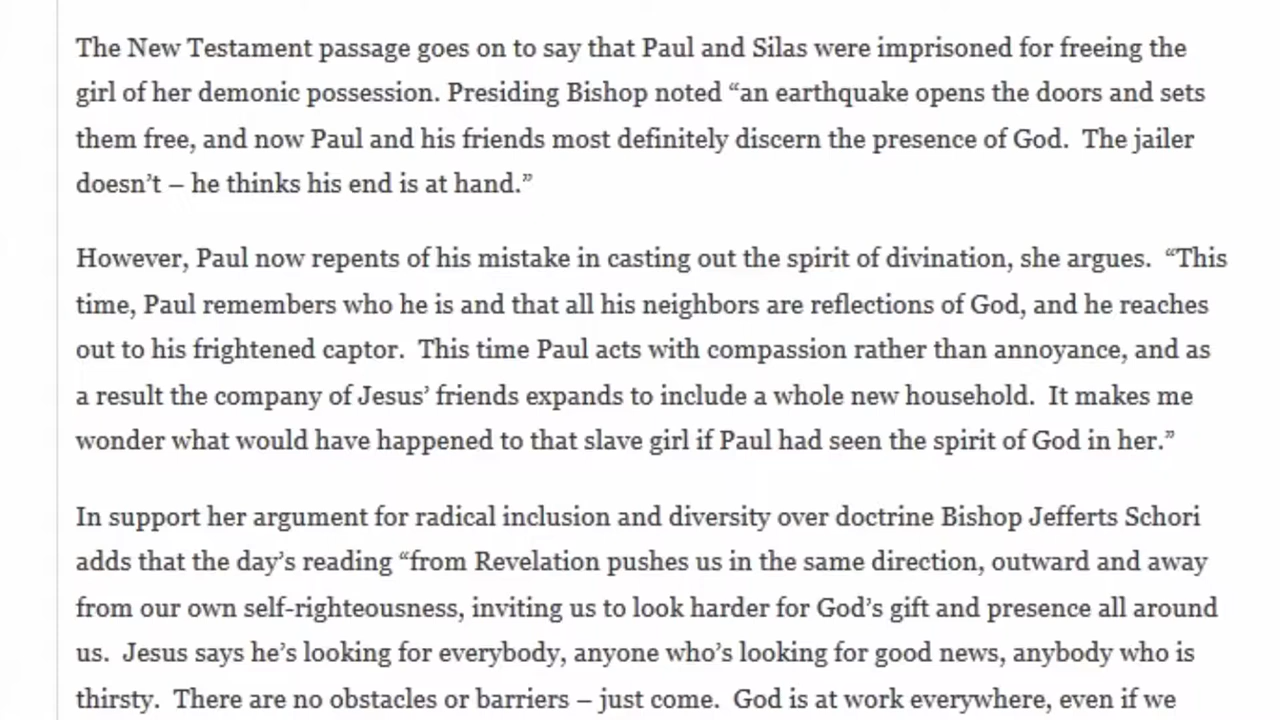 The New Testament passage goes on to say that Paul and Silas were imprisoned for freeing the
girl of her demonic possession. Presiding Bishop noted “an earthquake opens the doors and sets
them free, and now Paul and his friends most definitely discern the presence of God.  The jailer
doesn’t – he thinks his end is at hand.”
However, Paul now repents of his mistake in casting out the spirit of divination, she argues.  “This
time, Paul remembers who he is and that all his neighbors are reflections of God, and he reaches
out to his frightened captor.  This time Paul acts with compassion rather than annoyance, and as
a result the company of Jesus’ friends expands to include a whole new household.  It makes me
wonder what would have happened to that slave girl if Paul had seen the spirit of God in her.”
In support her argument for radical inclusion and diversity over doctrine Bishop Jefferts Schori
adds that the day’s reading “from Revelation pushes us in the same direction, outward and away
from our own self-righteousness, inviting us to look harder for God’s gift and presence all around
us.  Jesus says he’s looking for everybody, anyone who’s looking for good news, anybody who is
thirsty.  There are no obstacles or barriers – just come.  God is at work everywhere, even if we